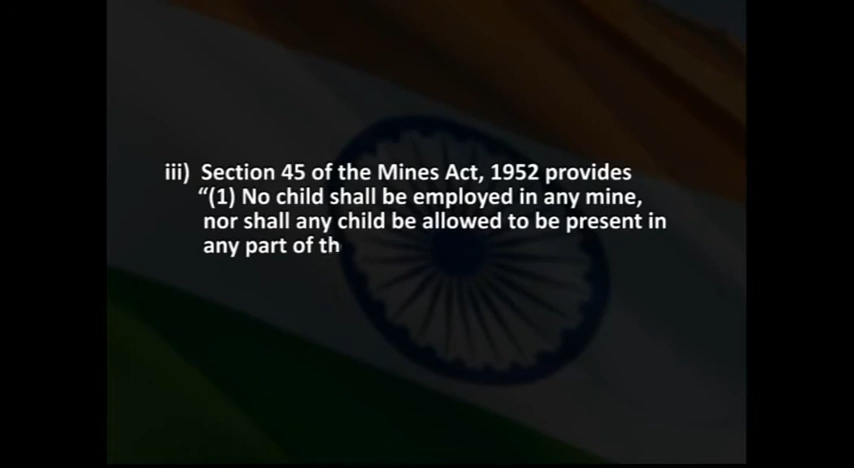 iii) Section 45 of the Mines Act, 1952 provides
“(1) No child shall be employed in any mine,
nor shall any child be allowed to be present in
any part of th